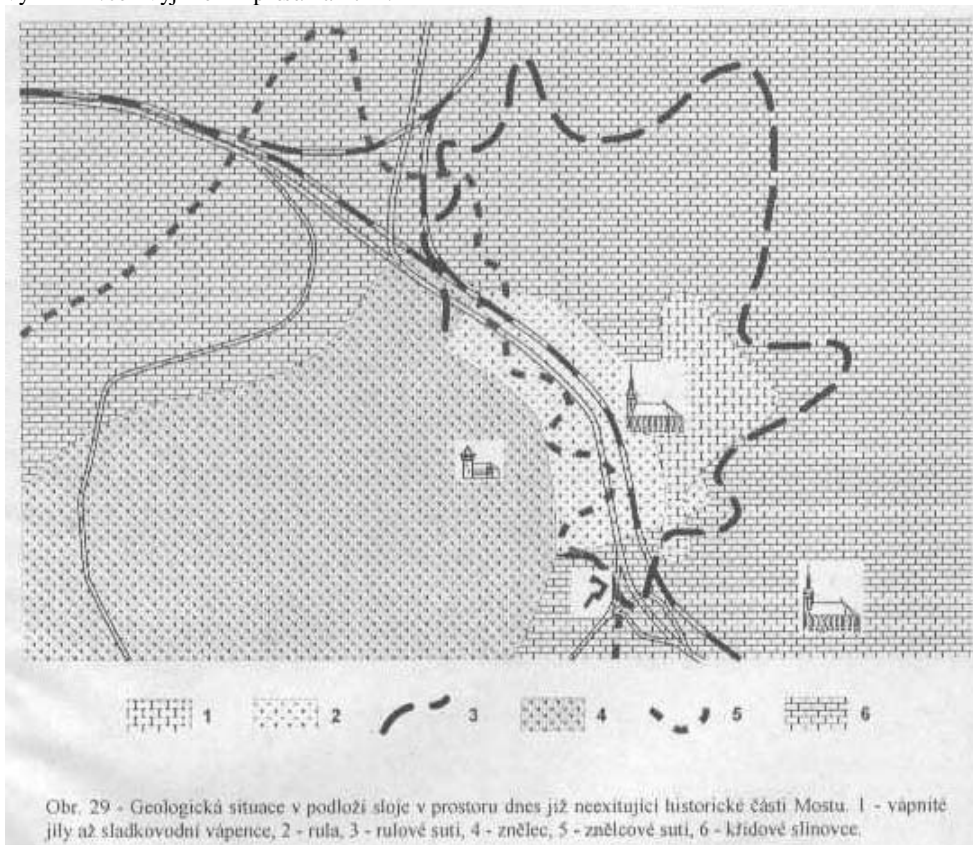 1 2 3 4 5 6
Obr. 29 - Geologická situace v podloží sloje v prostoru dnes již neexitující historické části Mostu. 1 - vápnité
jíly až sladkovodní vápence, 2 - rula, 3 - rulové suti, 4 - znělec, 5 - znělcové suti, 6 - křídové slínovce.